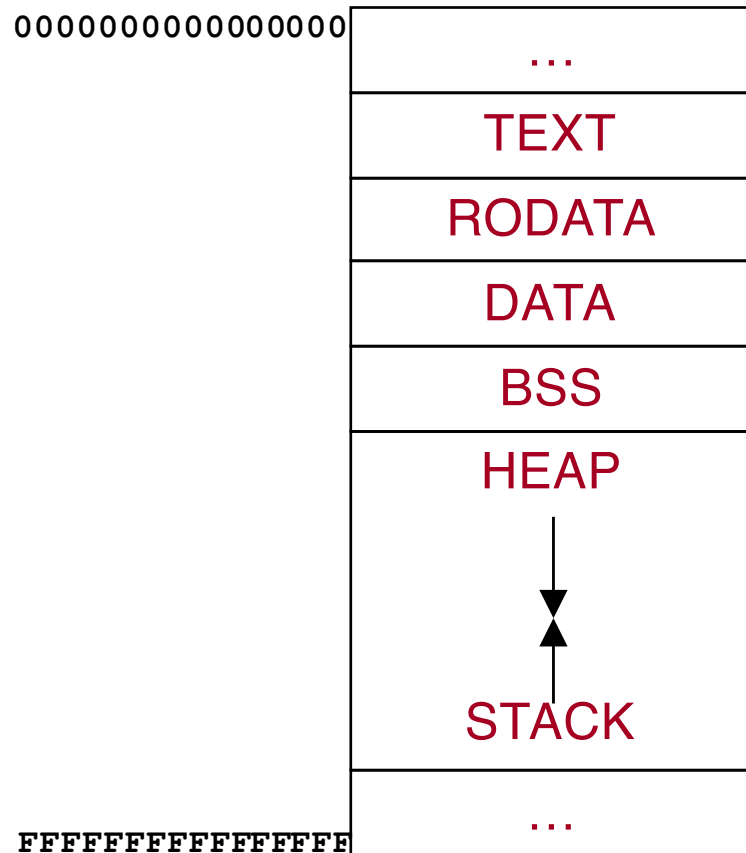 0000000000000000
...
TEXT
RODATA
DATA
BSS
HEAP
STACK
...
FFFFFFFFFFFFFFFF